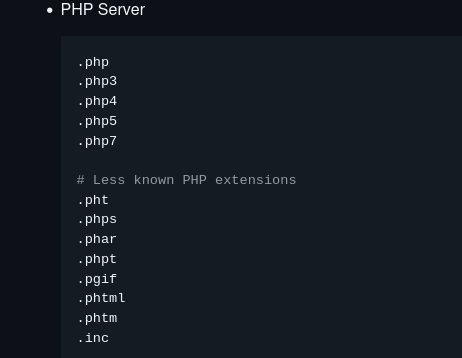 • PHP Server
.php
.php3
.php4
.php5
.php7
# Less known PHP extensions
.pht
.phps
.phar
.phpt
.pgif
.phtml
.phtm
.inc